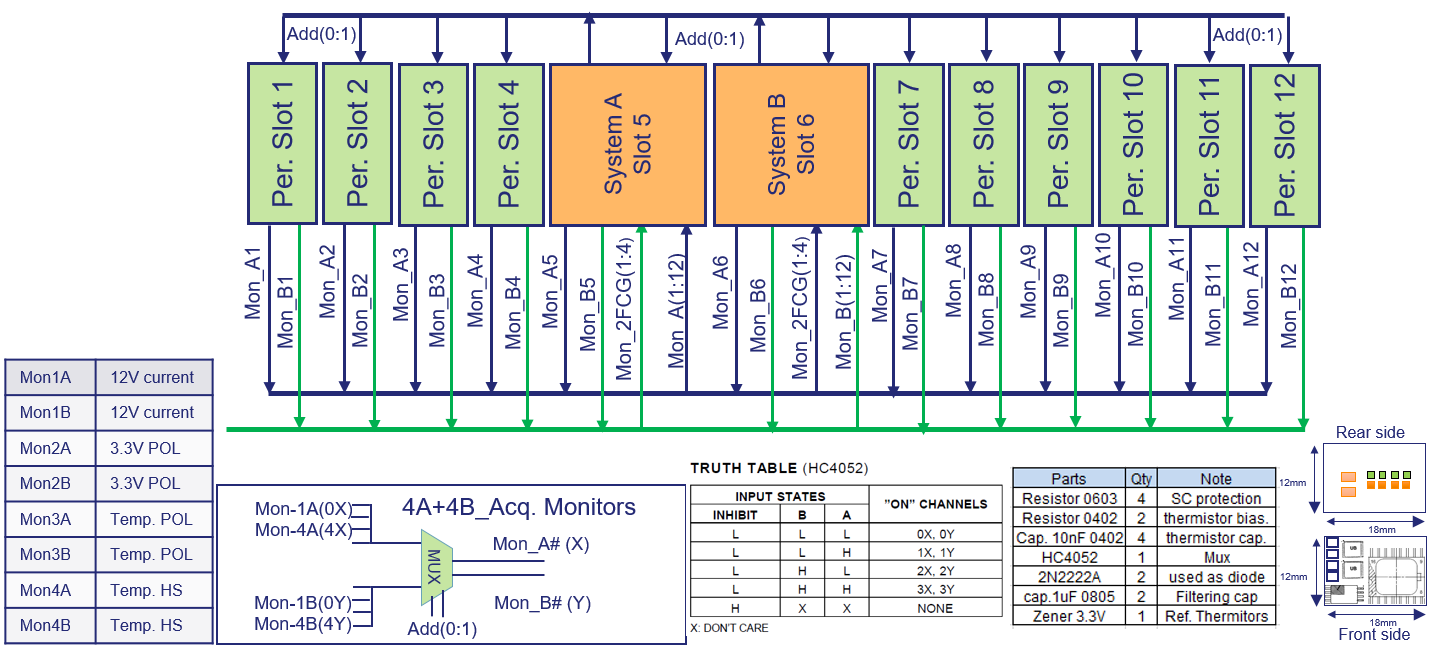 Add(0:1)
Add(0:1)
Add(0:1)
Per. Slot 1
Per. Slot 2
Per. Slot 3
Per. Slot 4
System A
Slot 5
System B
Slot 6
Per. Slot 7
Per. Slot 8
Per. Slot 9
Per. Slot 10
Per. Slot 11
Per. Slot 12
Mon_A1
Mon_B1
Mon_A2
Mon_B2
Mon_A3
Mon_B3
Mon_A4
Mon_B4
Mon_A5
Mon_B5
Mon_2FCG(1:4)
Mon_A(1:12)
Mon_A6
Mon_B6
Mon_2FCG(1:4)
Mon_B(1:12)
Mon_A7
Mon_B7
Mon_A8
Mon_B8
Mon_A9
Mon_B9
Mon_A10
Mon_B10
Mon_A11
Mon_B11
Mon_A12
Mon_B12
Mon1A 12V current
Mon1B 12V current
Mon2A 3.3V POL
Mon2B 3.3V POL
Mon3A Temp. POL
Mon3B Temp. POL
Mon4A Temp. HS
Mon4B Temp. HS
4A+4B_Acq. Monitors
Mon-1A(0X)
Mon-4A(4X)
MUX
Mon_A# (X)
Mon_B# (Y)
Mon-1B(0Y)
Mon-4B(4Y)
Add(0:1)
TRUTH TABLE (HC4052)
INPUT STATES "ON" CHANNELS
INHIBIT B A
L L L 0X, 0Y
L L H 1X, 1Y
L H L 2X, 2Y
L H H 3X, 3Y
H X X NONE
X: DON'T CARE
Parts Qty Note
Resistor 0603 4 SC protection
Resistor 0402 2 thermistor bias.
Cap. 10nF 0402 4 thermistor cap.
HC4052 1 Mux
2N2222A 2 used as diode
cap.1uF 0805 2 Filtering cap
Zener 3.3V 1 Ref. Thermitors
Rear side
12mm
18mm
12mm
18mm
Front side